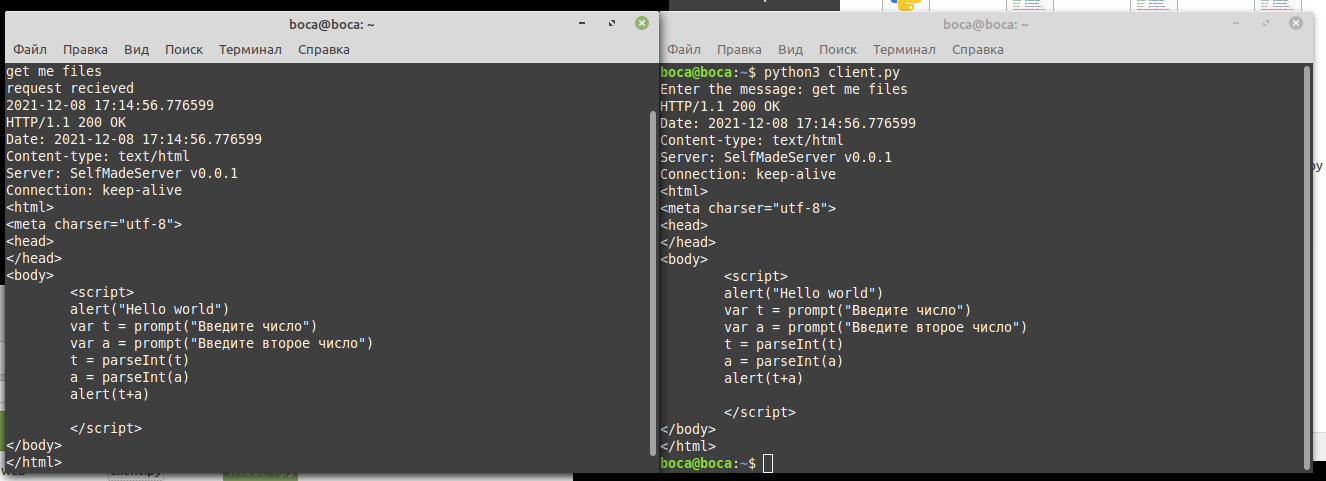 boca@boca: ~
Файл Правка Вид Поиск Терминал Справка
get me files
request recieved
2021-12-08 17:14:56.776599
HTTP/1.1 200 OK
Date: 2021-12-08 17:14:56.776599
Content-type: text/html
Server: SelfMadeServer v0.0.1
Connection: keep-alive
<html>
<meta charser="utf-8">
<head>
</head>
<body>
<script>
alert("Hello world")
var t = prompt("Введите число")
var a = prompt("Введите второе число")
t = parseInt(t)
a = parseInt(a)
alert(t+a)
</script>
</body>
</html>
boca@boca: ~
Файл Правка Вид Поиск Терминал Справка
boca@boca:~$ python3 client.py
Enter the message: get me files
HTTP/1.1 200 OK
Date: 2021-12-08 17:14:56.776599
Content-type: text/html
Server: SelfMadeServer v0.0.1
Connection: keep-alive
<html>
<meta charser="utf-8">
<head>
</head>
<body>
<script>
alert("Hello world")
var t = prompt("Введите число")
var a = prompt("Введите второе число")
t = parseInt(t)
a = parseInt(a)
alert(t+a)
</script>
</body>
</html>
boca@boca:~$